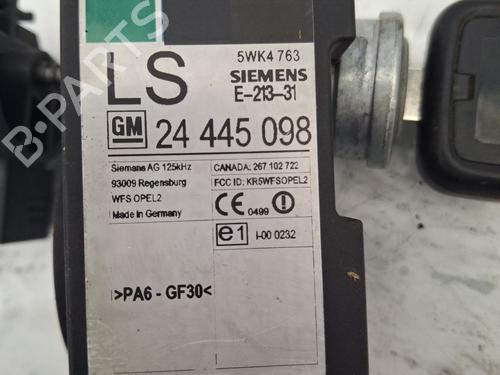 LS
5WK4 763
SIEMENS
E-213-31
GM 24 445 098
Siemens AG 125kHz
93009 Regensburg
WFS OPEL2
Made in Germany
CANADA: 267 102 722
FCC ID: KR5WFSOPEL2
CE 0499
e1 I-00 0232
>PA6 - GF30<